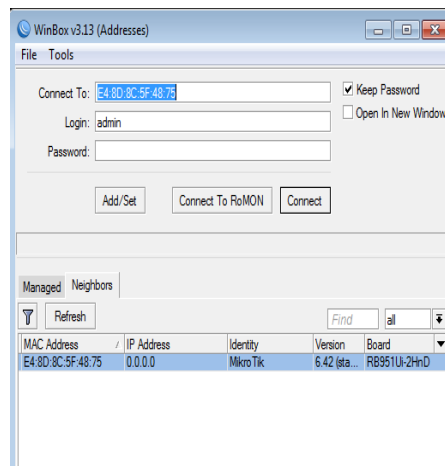 WinBox v3.13 (Addresses)
File Tools
Connect To: E4:8D:8C:5F:48:75
Keep Password
Login: admin
Open In New Window
Password:
Add/Set Connect To RoMON Connect
Managed Neighbors
Refresh Find all
MAC Address / IP Address Identity Version Board
E4:8D:8C:5F:48:75 0.0.0.0 MikroTik 6.42 (sta... RB951Ui-2HnD